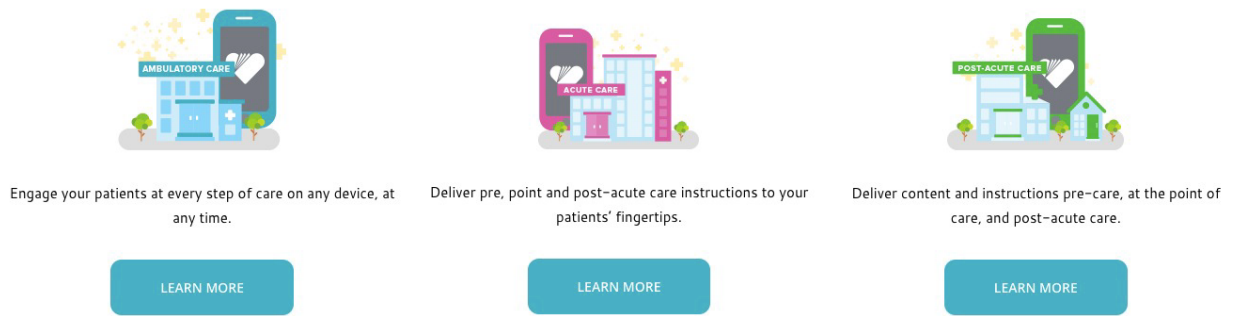 AMBULATORY CARE
Engage your patients at every step of care on any device, at
any time.
LEARN MORE
ACUTE CARE
Deliver pre, point and post-acute care instructions to your
patients' fingertips.
LEARN MORE
POST-ACUTE CARE
Deliver content and instructions pre-care, at the point of
care, and post-acute care.
LEARN MORE